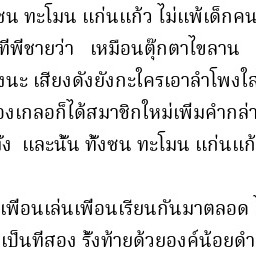 ซน ทะโมน แก่นแก้ว ไม่แพ้เด็กคน
ที่พี่ชายว่า   เหมือนตุ๊กตาไขลาน
งนะ เสียงดังยังกะใครเอาลำโพงใส
องเกลอก็ได้สมาชิกใหม่เพิ่มคำกล่า
ัง  และนั้น ทั้งซน ทะโมน แก่นแก้
เพื่อนเล่นเพื่อนเรียนกันมาตลอด
เป็นที่สอง รั้งท้ายด้วยองค์น้อยดำ